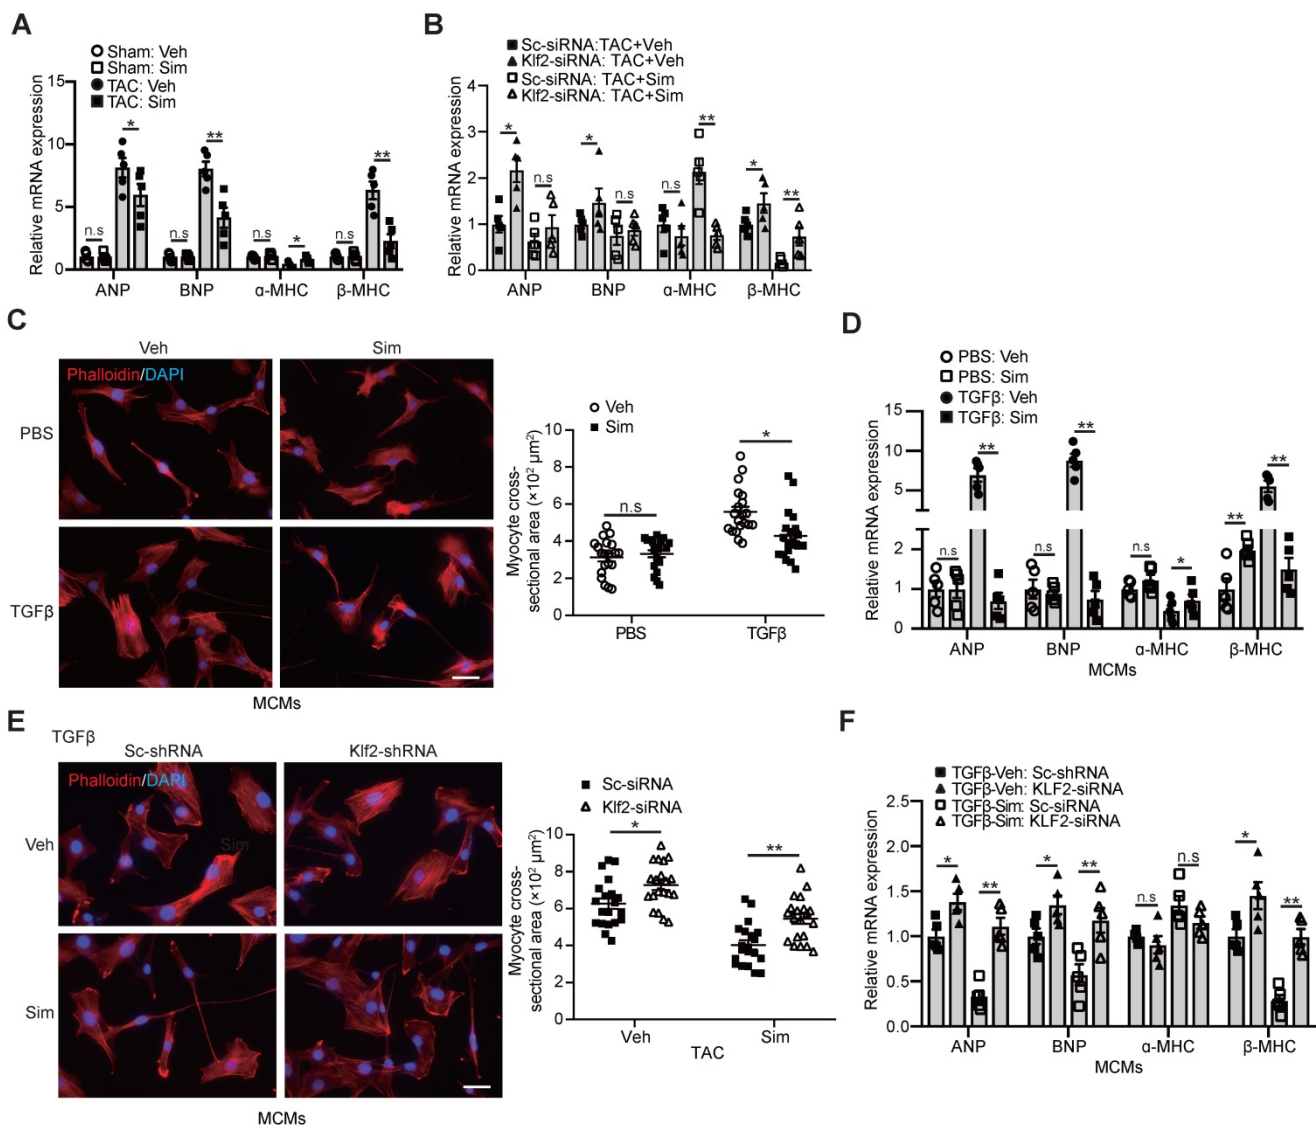 A
Sham: Veh
Sham: Sim
TAC: Veh
TAC: Sim
Relative mRNA expression
15
10
5
0
n.s
*
n.s
**
n.s
*
n.s
**
ANP
BNP
α-MHC
β-MHC
B
Sc-siRNA:TAC+Veh
Klf2-siRNA: TAC+Veh
Sc-siRNA: TAC+Sim
Klf2-siRNA: TAC+Sim
Relative mRNA expression
4
3
2
1
0
*
n.s
*
n.s
n.s
**
*
**
ANP
BNP
α-MHC
β-MHC
C
Veh
Sim
Phalloidin/DAPI
PBS
TGFβ
MCMs
Veh
Sim
Myocyte cross-
sectional area (×10² µm²)
10
8
6
4
2
0
n.s
*
PBS
TGFβ
D
PBS: Veh
PBS: Sim
TGFβ: Veh
TGFβ: Sim
Relative mRNA expression
15
10
5
2
1
0
n.s
**
n.s
**
n.s
*
**
**
ANP
BNP
α-MHC
β-MHC
MCMs
E
TGFβ
Sc-shRNA
Klf2-shRNA
Phalloidin/DAPI
Veh
Sim
Sim
MCMs
Sc-siRNA
Klf2-siRNA
Myocyte cross-
sectional area (×10² µm²)
10
8
6
4
2
0
*
**
Veh
Sim
TAC
F
TGFβ-Veh: Sc-shRNA
TGFβ-Veh: KLF2-siRNA
TGFβ-Sim: Sc-siRNA
TGFβ-Sim: KLF2-siRNA
Relative mRNA expression
2.5
2.0
1.5
1.0
0.5
0.0
*
**
*
**
n.s
n.s
*
**
ANP
BNP
α-MHC
β-MHC
MCMs